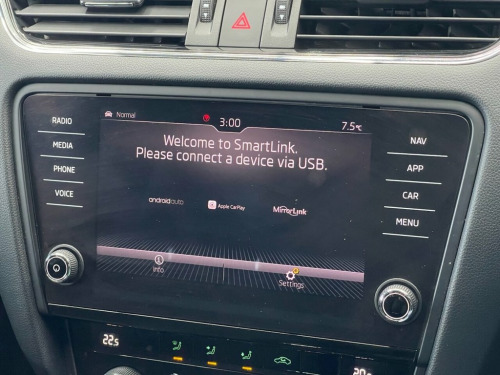 RADIO
MEDIA
PHONE
VOICE
Normal
3:00
7.5°C
Welcome to SmartLink.
Please connect a device via USB.
androidauto
Apple CarPlay
MirrorLink
Info
Settings
NAV
APP
CAR
MENU
22.5